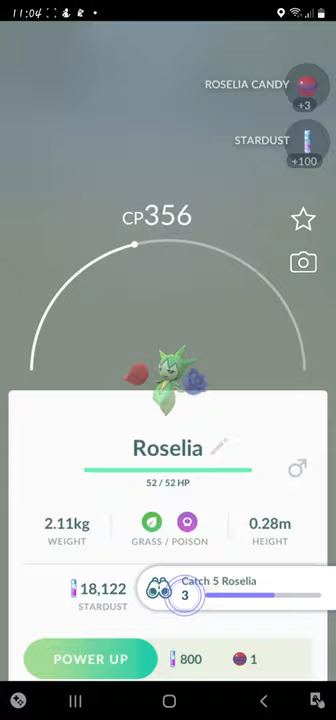 11:04
ROSELIA CANDY
+3
STARDUST
+100
CP356
Roselia
52 / 52 HP
2.11kg
WEIGHT
GRASS / POISON
0.28m
HEIGHT
18,122
STARDUST
Catch 5 Roselia
3
POWER UP
800
1